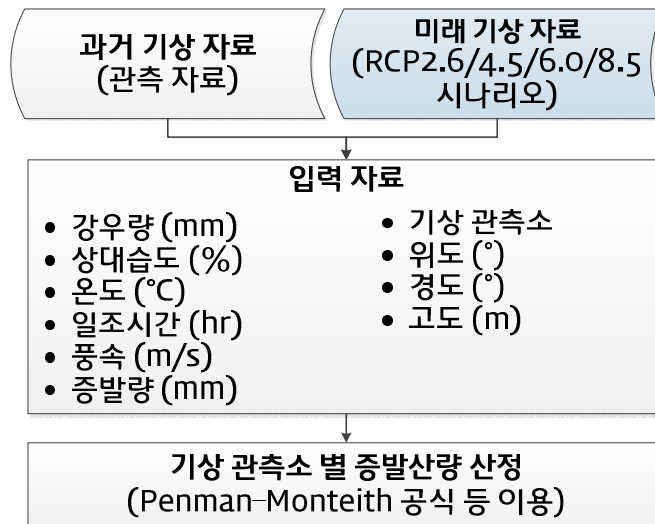 과거 기상 자료
(관측 자료)
미래 기상 자료
(RCP2.6/4.5/6.0/8.5
시나리오)
입력 자료
• 강우량 (mm)
• 상대습도 (%)
• 온도 (℃)
• 일조시간 (hr)
• 풍속 (m/s)
• 증발량 (mm)
• 기상 관측소
• 위도 (°)
• 경도 (°)
• 고도 (m)
기상 관측소 별 증발산량 산정
(Penman–Monteith 공식 등 이용)